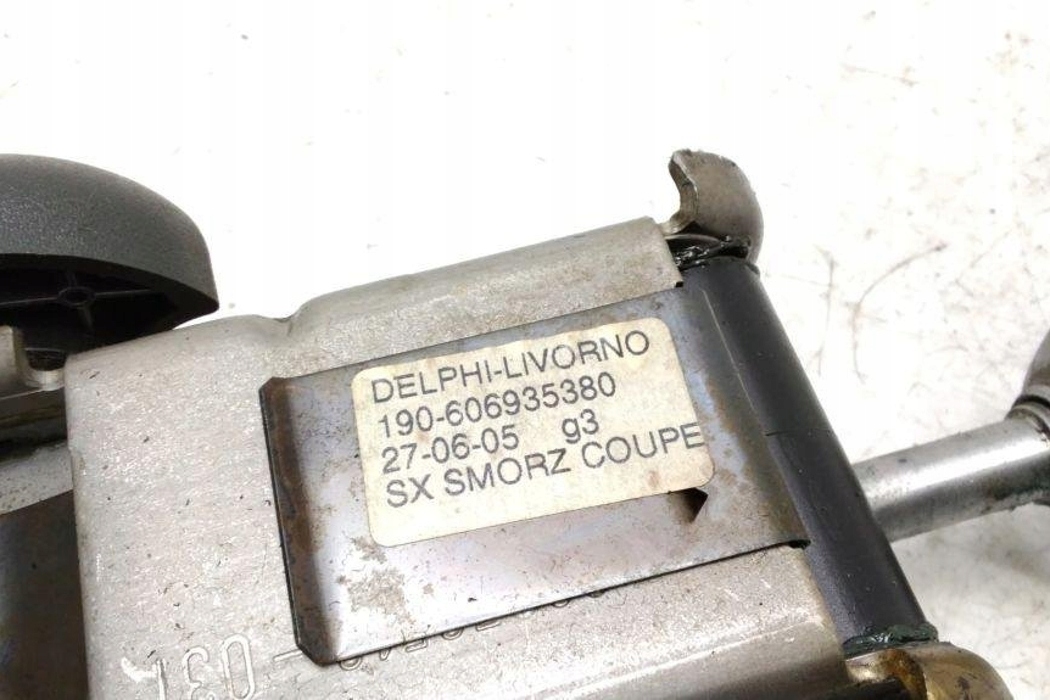 DELPHI-LIVORNO
190-606935380
27-06-05 g3
SX SMORZ COUPE